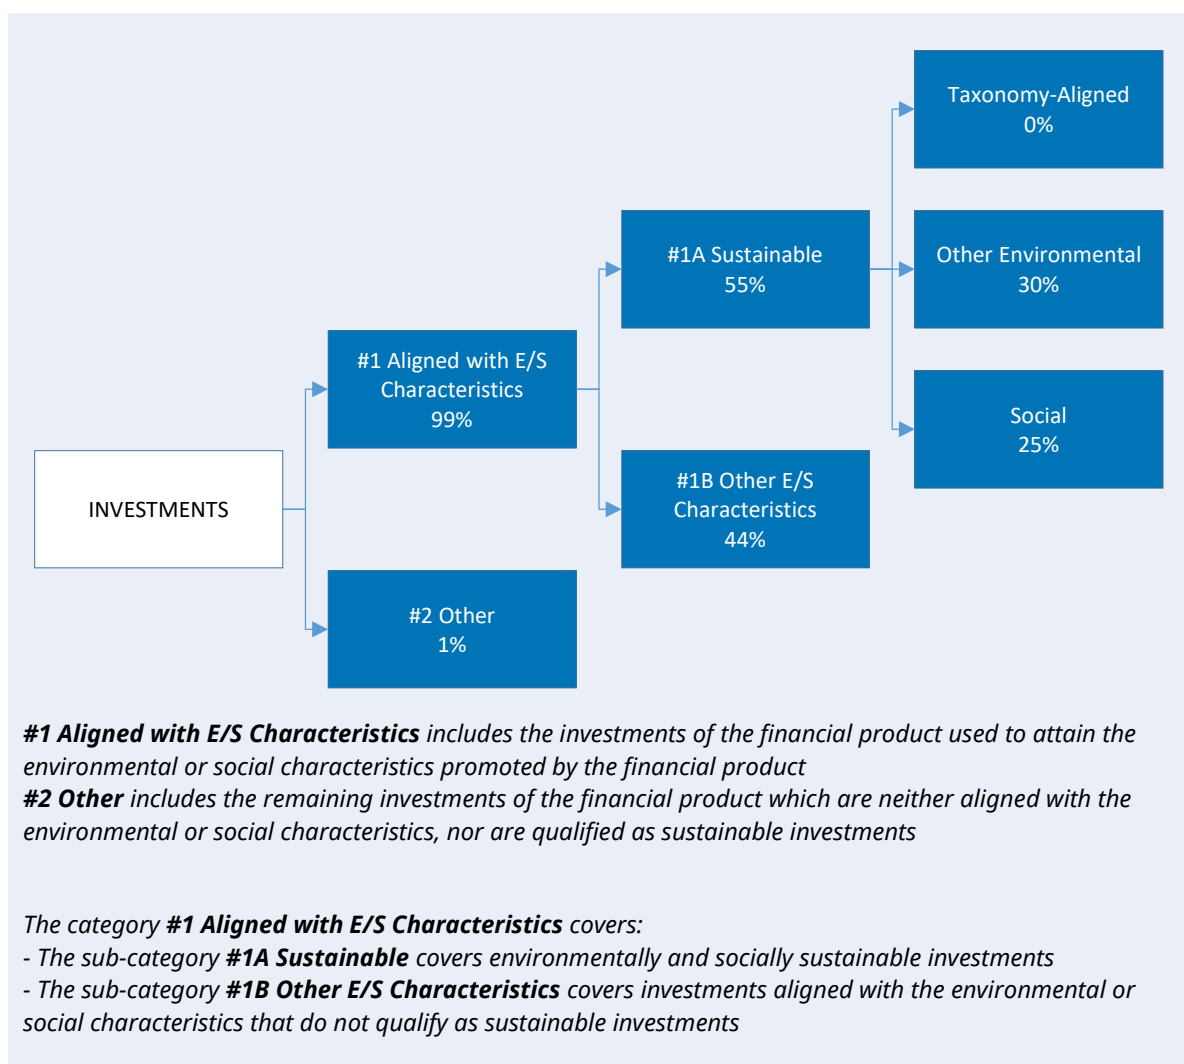 Taxonomy-Aligned
0%
#1A Sustainable
55%
Other Environmental
30%
#1 Aligned with E/S
Characteristics
99%
Social
25%
INVESTMENTS
#1B Other E/S
Characteristics
44%
#2 Other
1%
#1 Aligned with E/S Characteristics includes the investments of the financial product used to attain the
environmental or social characteristics promoted by the financial product
#2 Other includes the remaining investments of the financial product which are neither aligned with the
environmental or social characteristics, nor are qualified as sustainable investments
The category #1 Aligned with E/S Characteristics covers:
- The sub-category #1A Sustainable covers environmentally and socially sustainable investments
- The sub-category #1B Other E/S Characteristics covers investments aligned with the environmental or
social characteristics that do not qualify as sustainable investments